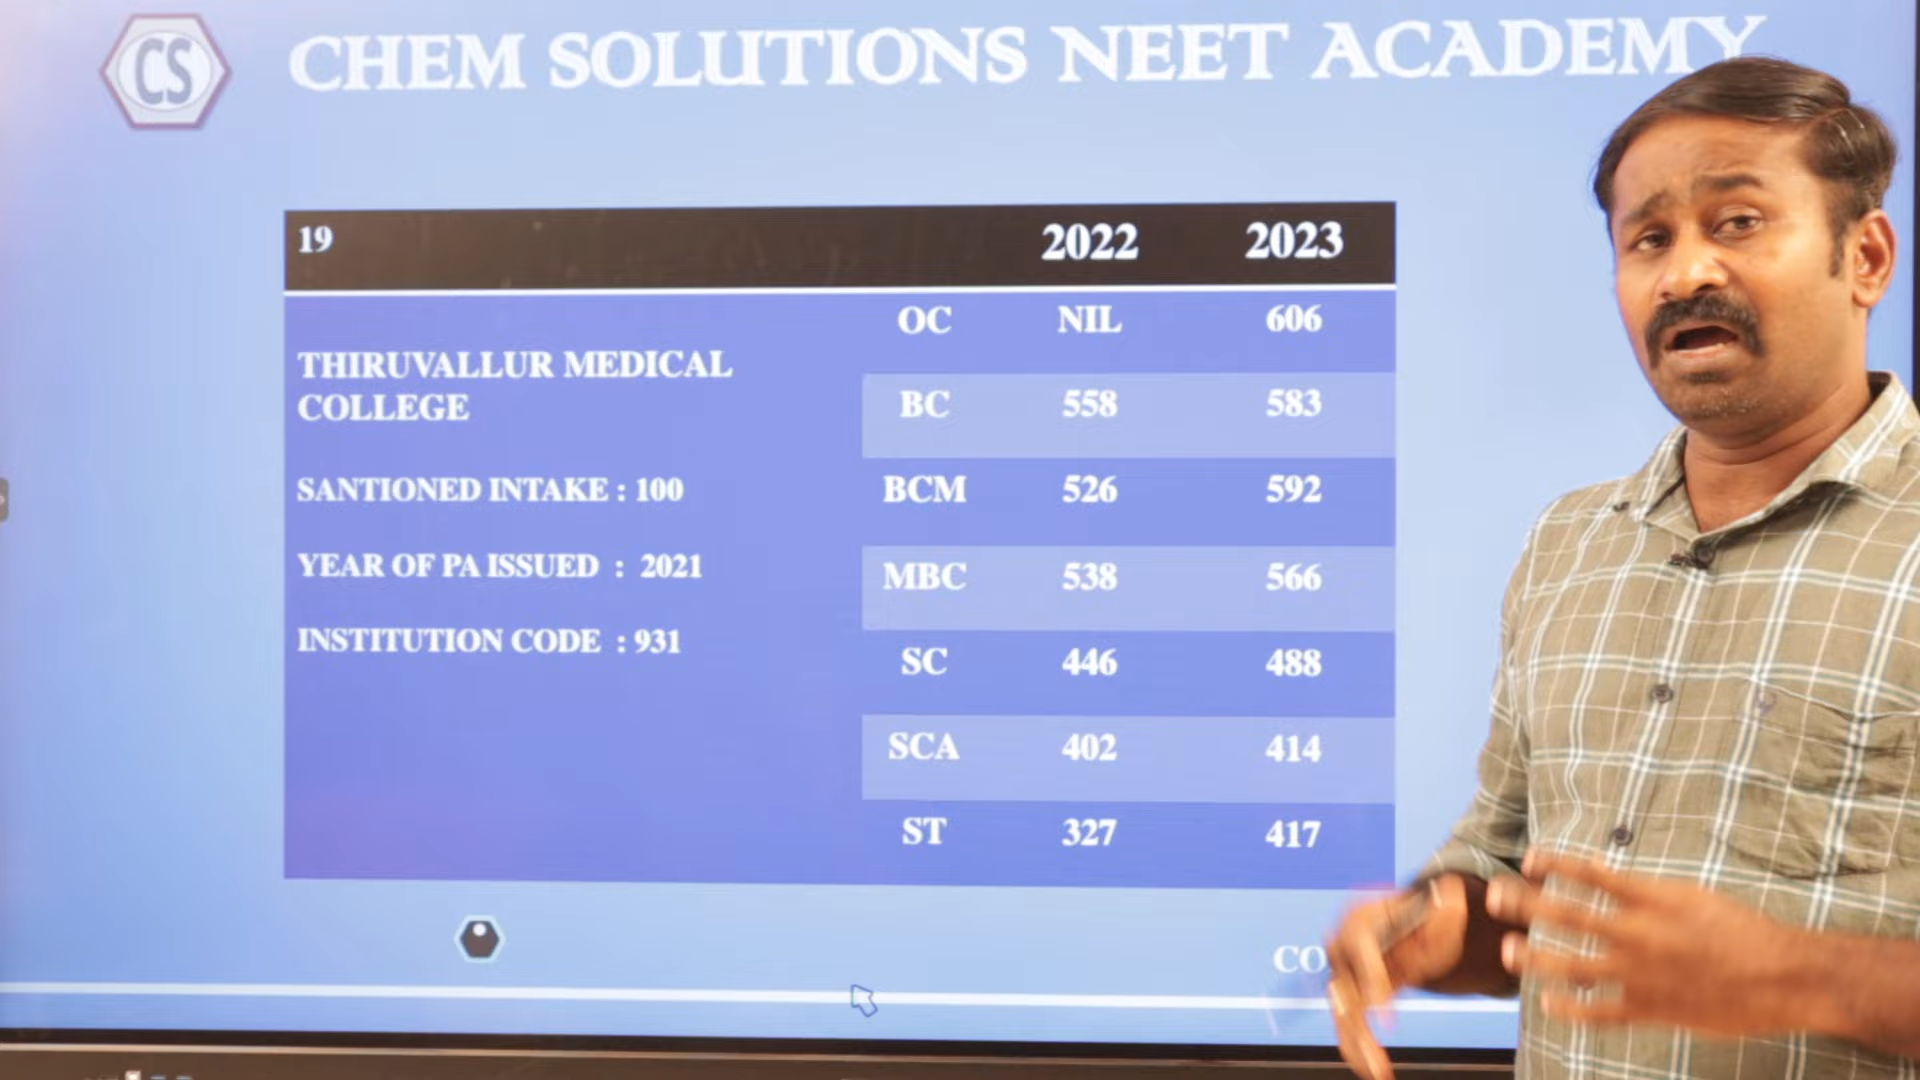 CS
CHEM SOLUTIONS NEET ACADEMY
19 2022 2023
THIRUVALLUR MEDICAL
COLLEGE
SANTIONED INTAKE : 100
YEAR OF PA ISSUED : 2021
INSTITUTION CODE : 931
OC NIL 606
BC 558 583
BCM 526 592
MBC 538 566
SC 446 488
SCA 402 414
ST 327 417